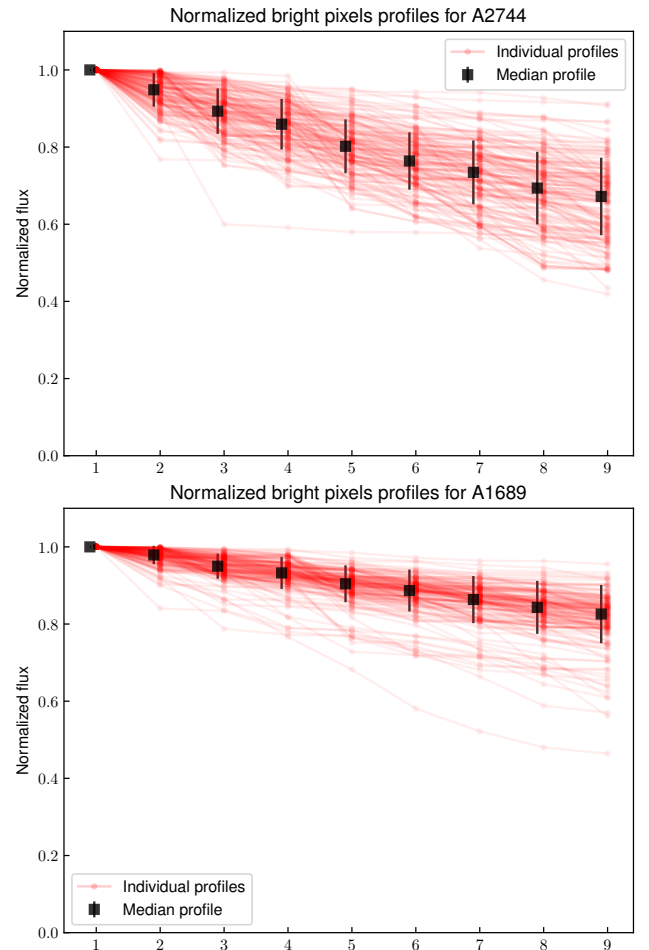 Normalized bright pixels profiles for A2744
Individual profiles
Median profile
Normalized flux
1.0
0.8
0.6
0.4
0.2
0.0
1 2 3 4 5 6 7 8 9
Normalized bright pixels profiles for A1689
Normalized flux
1.0
0.8
0.6
0.4
0.2
0.0
Individual profiles
Median profile
1 2 3 4 5 6 7 8 9